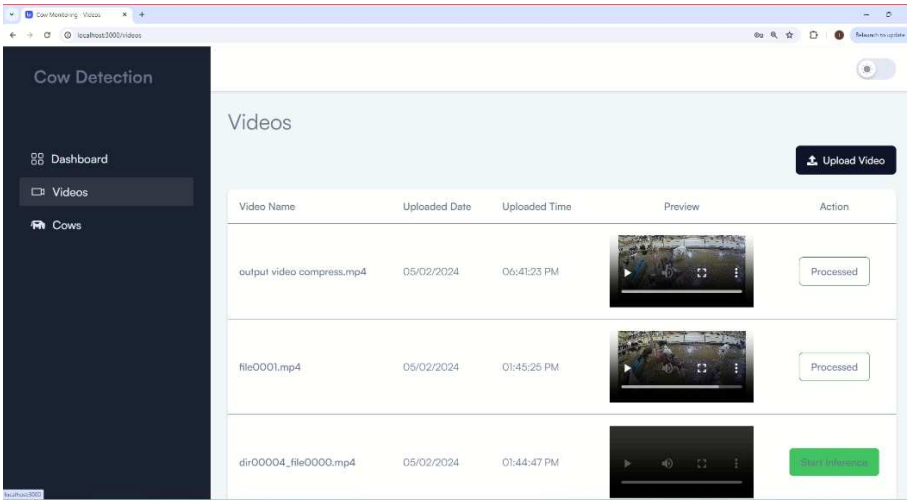 Cow Monitoring - Videos
localhost:3000/videos
Relaunch to update
Cow Detection
Videos
Upload Video
Dashboard
Videos
Cows
Video Name Uploaded Date Uploaded Time Preview Action
output video compress.mp4 05/02/2024 06:41:23 PM Processed
file0001.mp4 05/02/2024 01:45:25 PM Processed
dir00004_file0000.mp4 05/02/2024 01:44:47 PM Start Inference
localhost:3000